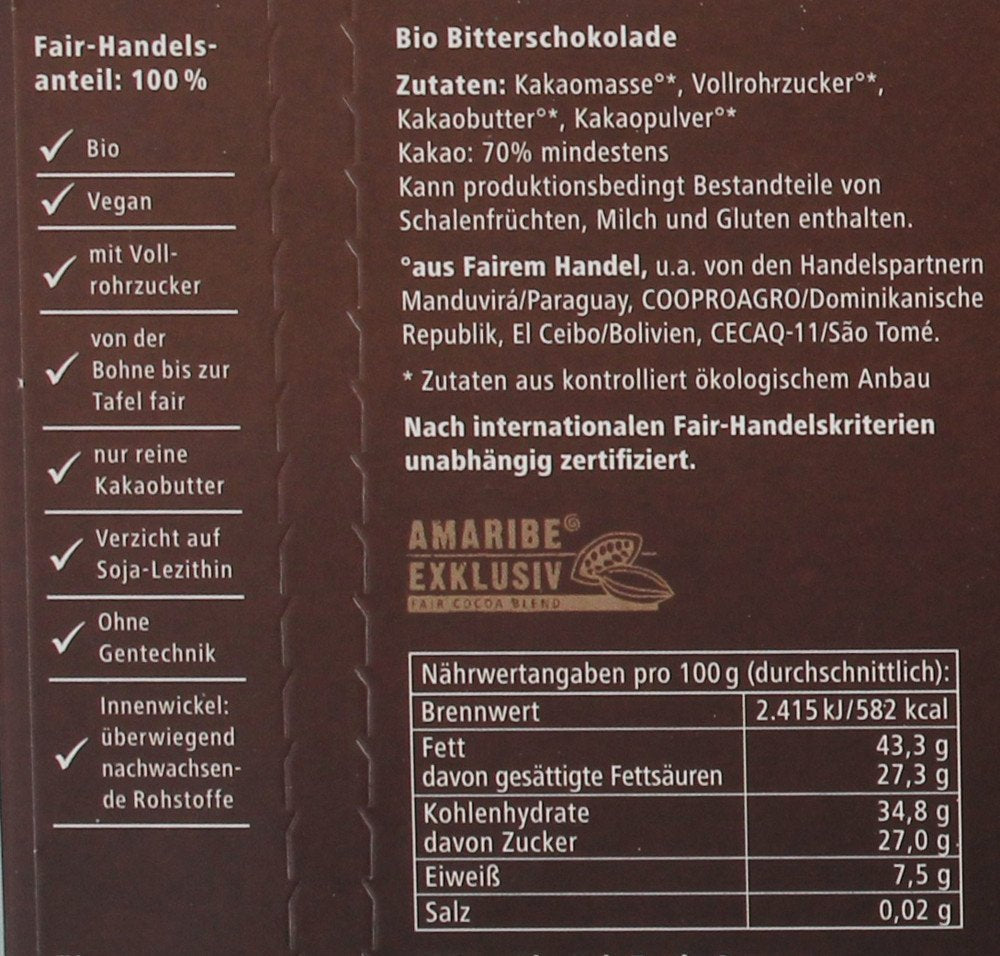 Fair-Handels-
anteil: 100 %
Bio
Vegan
mit Voll-
rohrzucker
von der
Bohne bis zur
Tafel fair
nur reine
Kakaobutter
Verzicht auf
Soja-Lezithin
Ohne
Gentechnik
Innenwickel:
überwiegend
nachwachsen-
de Rohstoffe
Bio Bitterschokolade
Zutaten: Kakaomasse°*, Vollrohrzucker°*,
Kakaobutter°*, Kakaopulver°*
Kakao: 70% mindestens
Kann produktionsbedingt Bestandteile von
Schalenfrüchten, Milch und Gluten enthalten.
°aus Fairem Handel, u.a. von den Handelspartnern
Manduvirá/Paraguay, COOPROAGRO/Dominikanische
Republik, El Ceibo/Bolivien, CECAQ-11/São Tomé.
* Zutaten aus kontrolliert ökologischem Anbau
Nach internationalen Fair-Handelskriterien
unabhängig zertifiziert.
AMARIBE
EXKLUSIV
FAIR COCOA BLEND
Nährwertangaben pro 100 g (durchschnittlich):
Brennwert 2.415 kJ/582 kcal
Fett 43,3 g
davon gesättigte Fettsäuren 27,3 g
Kohlenhydrate 34,8 g
davon Zucker 27,0 g
Eiweiß 7,5 g
Salz 0,02 g